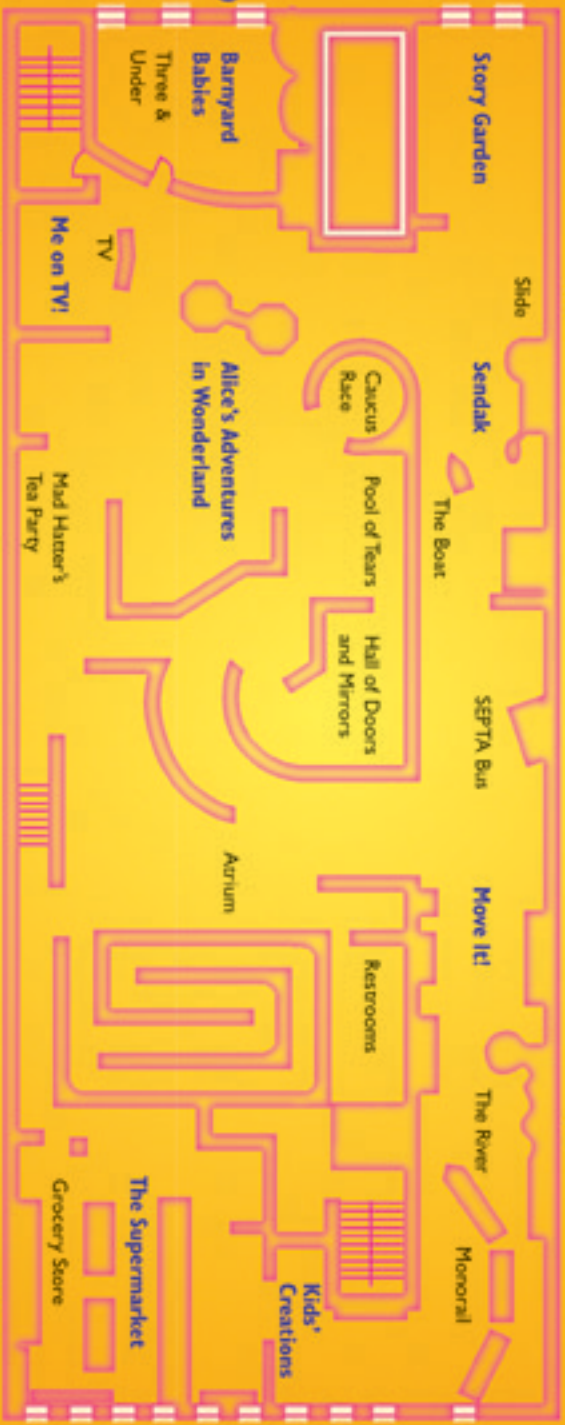 Story Garden
Slide
Sendak
The Boat
SEPTA Bus
Move It!
The River
Monorail
Barnyard
Babies
Three &
Under
Caucus
Race
Pool of Tears
Hall of Doors
and Mirrors
Restrooms
Me on TV!
TV
Alice's Adventures
in Wonderland
Mad Hatter's
Tea Party
Atrium
Kids'
Creations
The Supermarket
Grocery Store